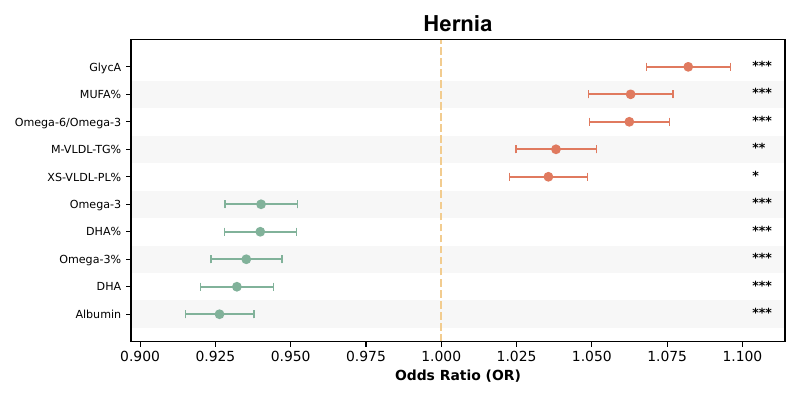 Hernia
GlycA ***
MUFA% ***
Omega-6/Omega-3 ***
M-VLDL-TG% **
XS-VLDL-PL% *
Omega-3 ***
DHA% ***
Omega-3% ***
DHA ***
Albumin ***
0.900 0.925 0.950 0.975 1.000 1.025 1.050 1.075 1.100
Odds Ratio (OR)